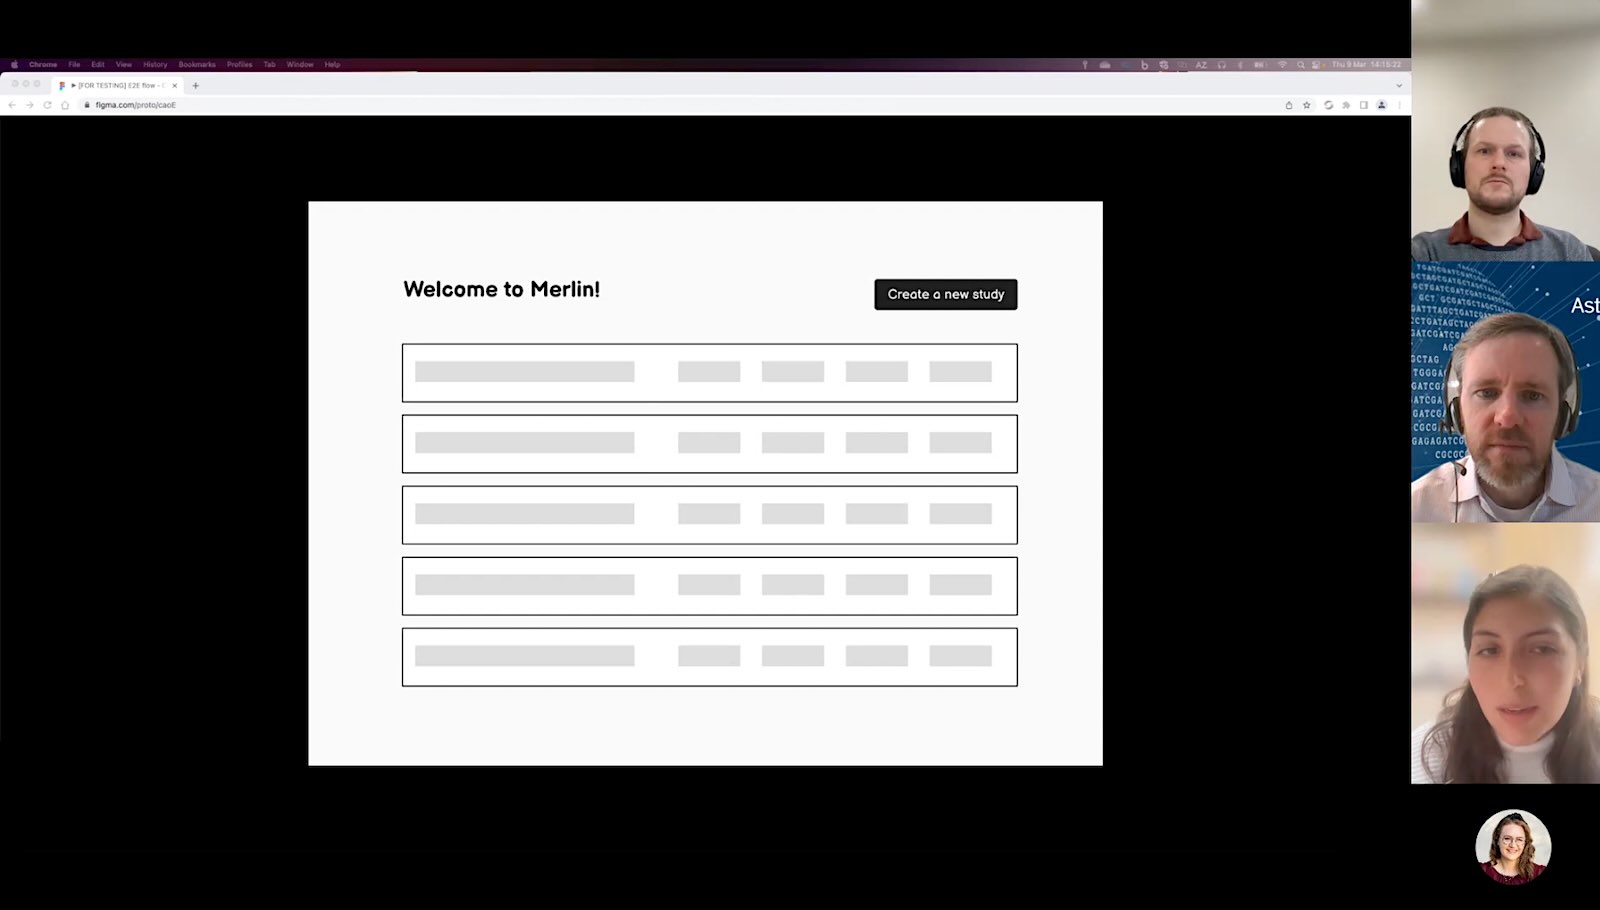 Chrome File Edit View History Bookmarks Profiles Tab Window Help
AZ Thu 9 Mar 14:15:22
[FOR TESTING] E2E flow - C
figma.com/proto/caoE
Welcome to Merlin!
Create a new study
Ast